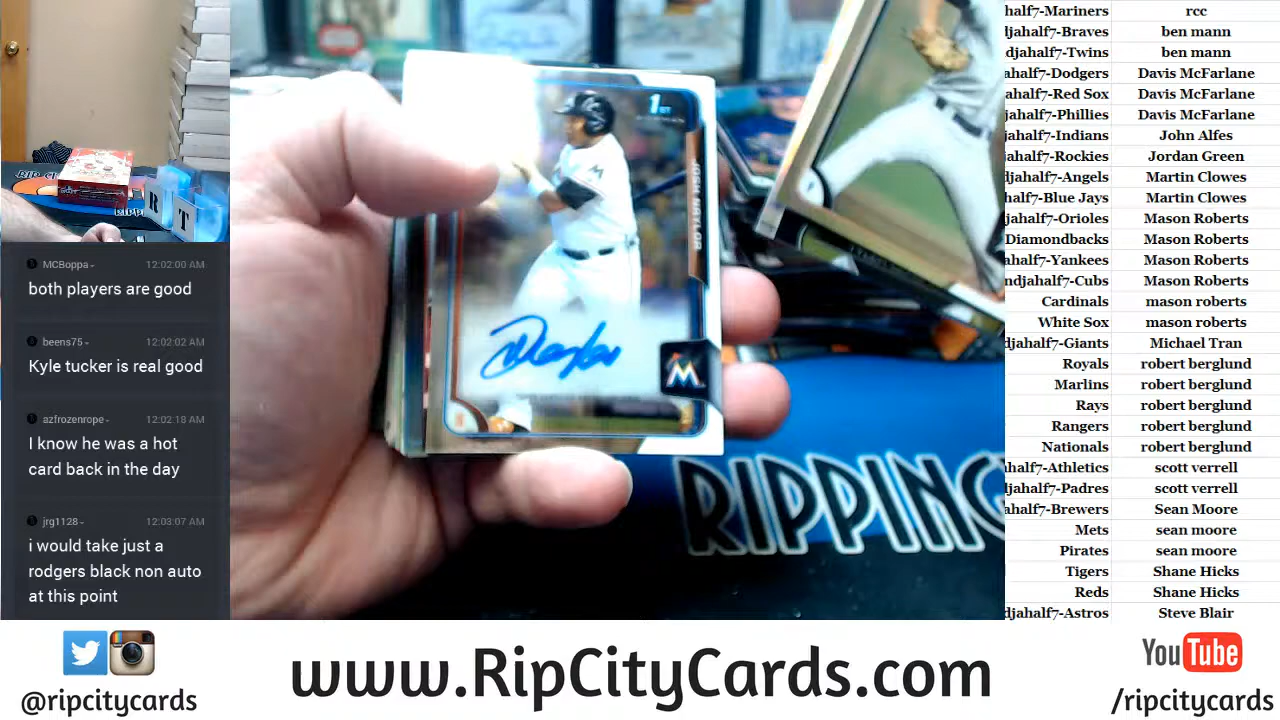 MCBoppa
12:02:00 AM
both players are good
beens75
12:02:02 AM
Kyle tucker is real good
azfrozenrope
12:02:18 AM
I know he was a hot
card back in the day
jrg1128
12:03:07 AM
i would take just a
rodgers black non auto
at this point
RIPPIN
R
T
1ST
JOSH NAYLOR
M
RIPPING
half7-Mariners rcc
djahalf7-Braves ben mann
djahalf7-Twins ben mann
ahalf7-Dodgers Davis McFarlane
ahalf7-Red Sox Davis McFarlane
ahalf7-Phillies Davis McFarlane
jahalf7-Indians John Alfes
ahalf7-Rockies Jordan Green
djahalf7-Angels Martin Clowes
ahalf7-Blue Jays Martin Clowes
jahalf7-Orioles Mason Roberts
Diamondbacks Mason Roberts
ahalf7-Yankees Mason Roberts
ndjahalf7-Cubs Mason Roberts
Cardinals mason roberts
White Sox mason roberts
djahalf7-Giants Michael Tran
Royals robert berglund
Marlins robert berglund
Rays robert berglund
Rangers robert berglund
Nationals robert berglund
half7-Athletics scott verrell
djahalf7-Padres scott verrell
half7-Brewers Sean Moore
Mets sean moore
Pirates sean moore
Tigers Shane Hicks
Reds Shane Hicks
djahalf7-Astros Steve Blair
@ripcitycards
www.RipCityCards.com
YouTube
/ripcitycards